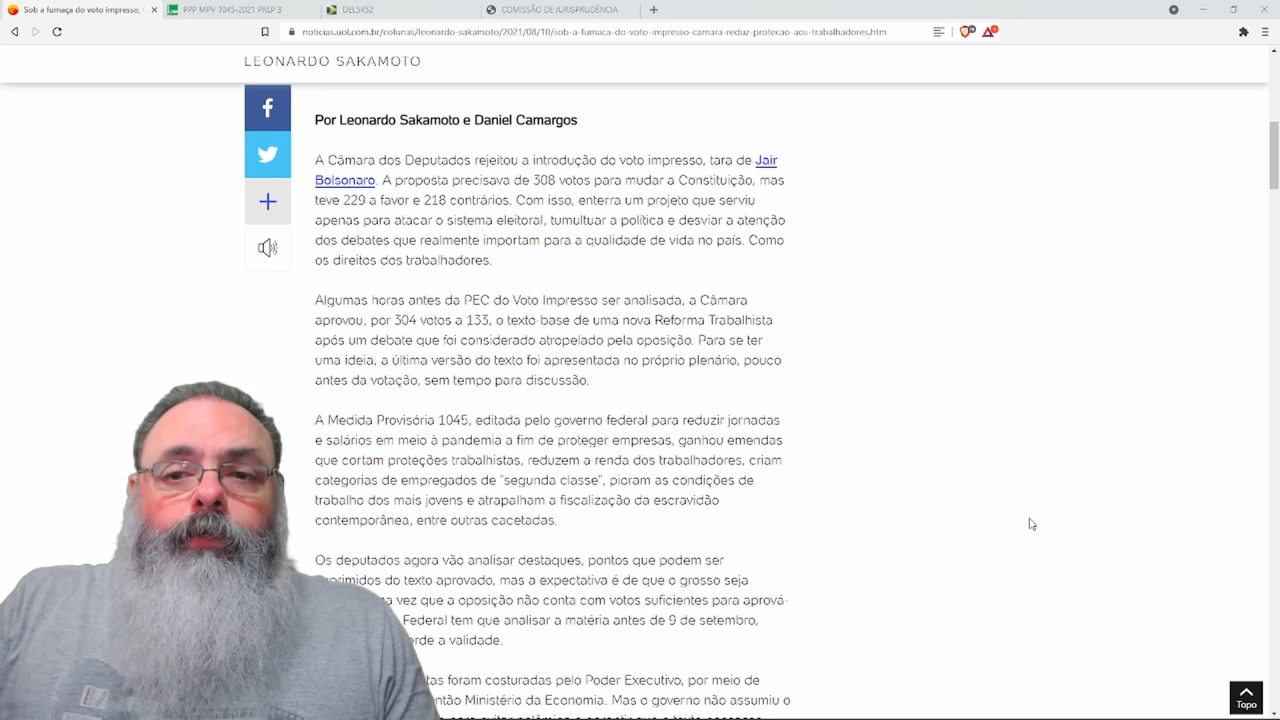 Sob a fumaça do voto impresso,
PPP MPV 1045-2021 PRLP 3
DEL5452
COMISSÃO DE JURISPRUDÊNCIA
noticias.uol.com.br/colunas/leonardo-sakamoto/2021/08/10/sob-a-fumaca-do-voto-impresso-camara-reduz-protecao-aos-trabalhadores.htm
LEONARDO SAKAMOTO
Por Leonardo Sakamoto e Daniel Camargos
A Câmara dos Deputados rejeitou a introdução do voto impresso, tara de Jair
Bolsonaro. A proposta precisava de 308 votos para mudar a Constituição, mas
teve 229 a favor e 218 contrários. Com isso, enterra um projeto que serviu
apenas para atacar o sistema eleitoral, tumultuar a política e desviar a atenção
dos debates que realmente importam para a qualidade de vida no país. Como
os direitos dos trabalhadores.
Algumas horas antes da PEC do Voto Impresso ser analisada, a Câmara
aprovou, por 304 votos a 133, o texto-base de uma nova Reforma Trabalhista
após um debate que foi considerado atropelado pela oposição. Para se ter
uma ideia, a última versão do texto foi apresentada no próprio plenário, pouco
antes da votação, sem tempo para discussão.
A Medida Provisória 1045, editada pelo governo federal para reduzir jornadas
e salários em meio à pandemia a fim de proteger empresas, ganhou emendas
que cortam proteções trabalhistas, reduzem a renda dos trabalhadores, criam
categorias de empregados de "segunda classe", pioram as condições de
trabalho dos mais jovens e atrapalham a fiscalização da escravidão
contemporânea, entre outras cacetadas.
Os deputados agora vão analisar destaques, pontos que podem ser
do texto aprovado, mas a expectativa é de que o grosso seja
vez que a oposição não conta com votos suficientes para aprová-
Federal tem que analisar a matéria antes de 9 de setembro,
a validade.
foram costuradas pelo Poder Executivo, por meio de
Ministério da Economia. Mas o governo não assumiu o
Topo